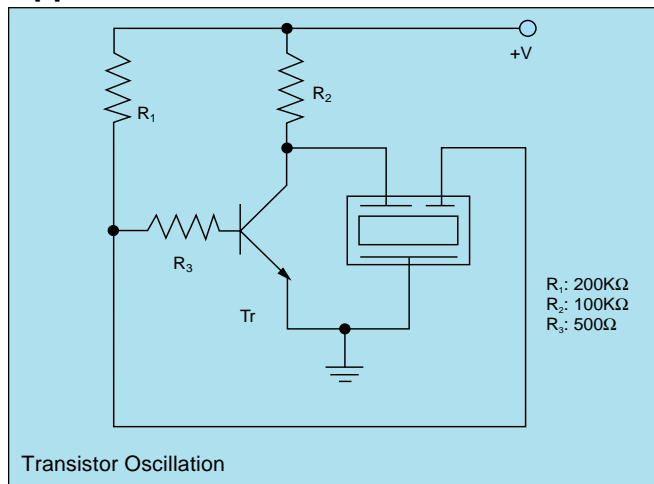 +V
R₁
R₂
R₃
Tr
R₁: 200KΩ
R₂: 100KΩ
R₃: 500Ω
Transistor Oscillation